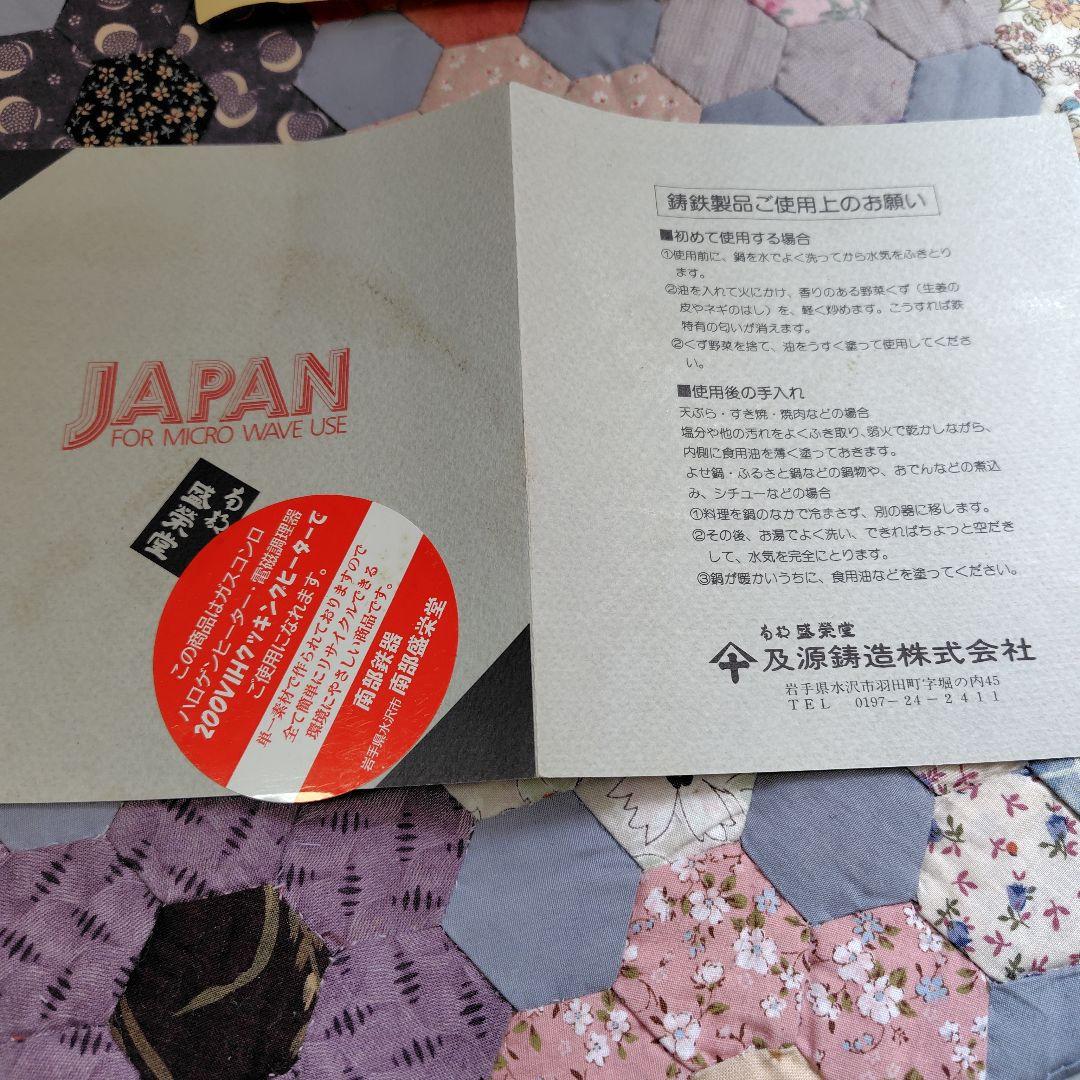 JAPAN
FOR MICRO WAVE USE
盛栄堂
この商品はガスコンロ
ハロゲンヒーター・電磁調理器
200VIHクッキングヒーターで
ご使用になれます。
単一素材で作られておりますので
全て簡単にリサイクルできる
環境にやさしい商品です。
南部鉄器
岩手県水沢市 南部盛栄堂
鋳鉄製品ご使用上のお願い
■初めて使用する場合
①使用前に、鍋を水でよく洗ってから水気をふきとり
ます。
②油を入れて火にかけ、香りのある野菜くず（生姜の
皮やネギのはし）を、軽く炒めます。こうすれば鉄
特有の匂いが消えます。
②くず野菜を捨て、油をうすく塗って使用してくださ
い。
■使用後の手入れ
天ぷら・すき焼・焼肉などの場合
塩分や他の汚れをよくふき取り、弱火で乾かしながら、
内側に食用油を薄く塗っておきます。
よせ鍋・ふるさと鍋などの鍋物や、おでんなどの煮込
み、シチューなどの場合
①料理を鍋のなかで冷まさず、別の器に移します。
②その後、お湯でよく洗い、できればちょっと空だき
して、水気を完全にとります。
③鍋が暖かいうちに、食用油などを塗ってください。
盛栄堂
及源鋳造株式会社
岩手県水沢市羽田町字堀の内45
TEL 0197-24-2411